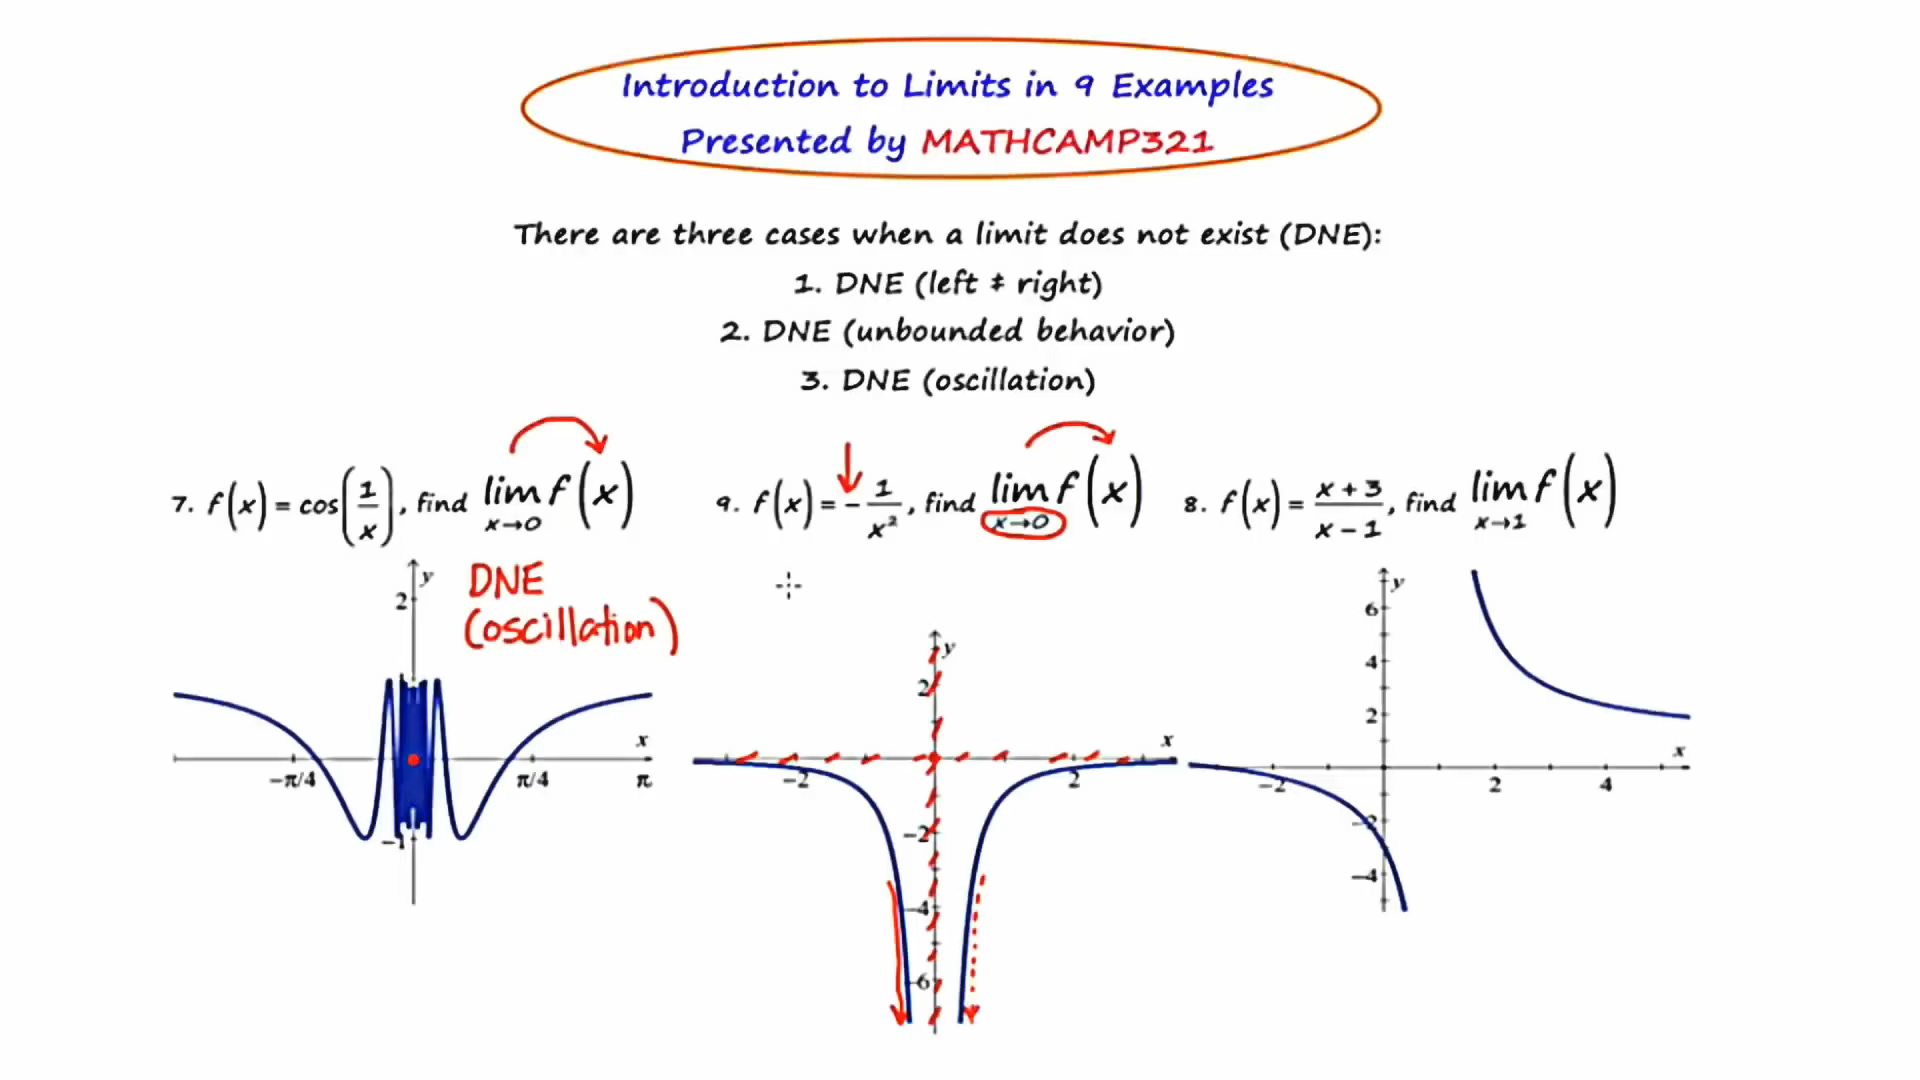 Introduction to Limits in 9 Examples
Presented by MATHCAMP321
There are three cases when a limit does not exist (DNE):
1. DNE (left ≠ right)
2. DNE (unbounded behavior)
3. DNE (oscillation)
7. f(x) = cos(1/x), find lim x→0 f(x)
9. f(x) = -1/x², find lim x→0 f(x)
8. f(x) = (x + 3)/(x - 1), find lim x→1 f(x)
DNE
(oscillation)
y
2
-1
-π/4
π/4
π
x
y
2
-2
-4
-6
-2
2
x
y
6
4
2
-2
-4
-2
2
4
x